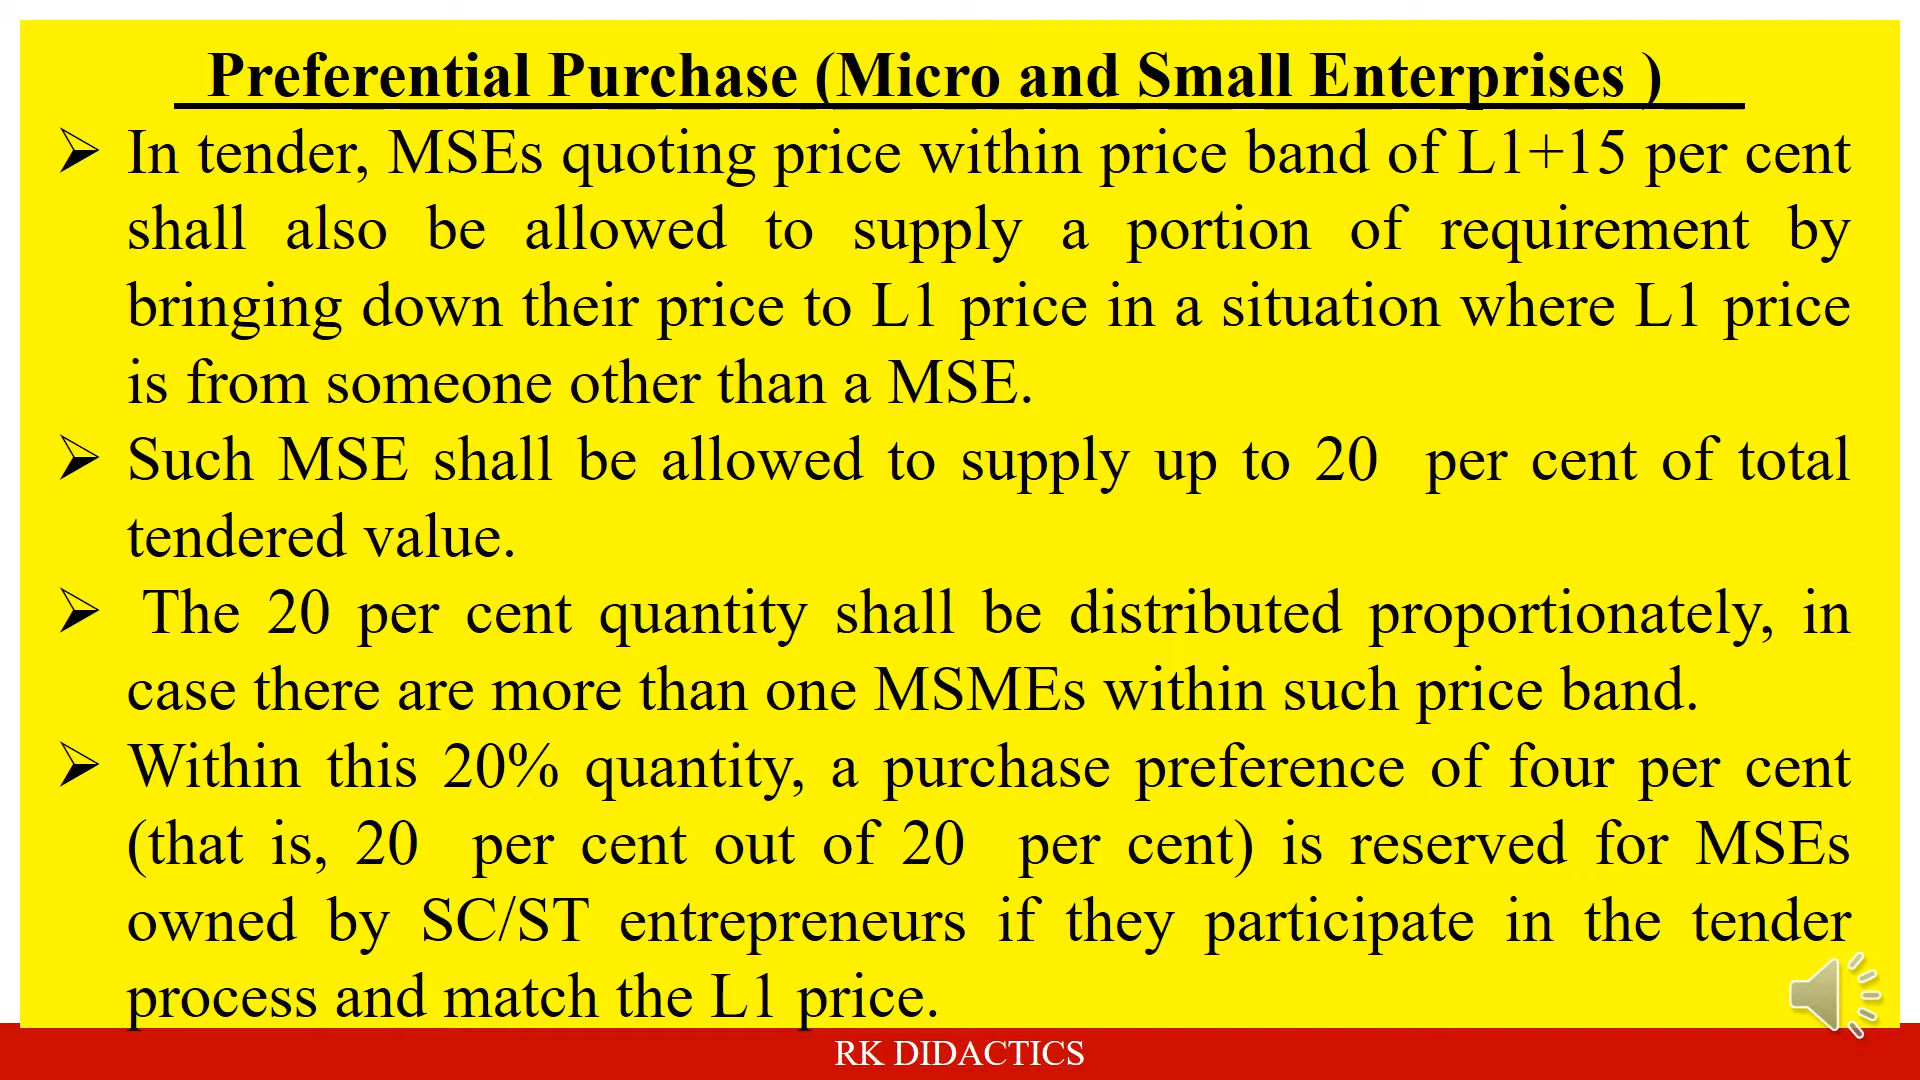 Preferential Purchase (Micro and Small Enterprises )
➢ In tender, MSEs quoting price within price band of L1+15 per cent
shall also be allowed to supply a portion of requirement by
bringing down their price to L1 price in a situation where L1 price
is from someone other than a MSE.
➢ Such MSE shall be allowed to supply up to 20 per cent of total
tendered value.
➢ The 20 per cent quantity shall be distributed proportionately, in
case there are more than one MSMEs within such price band.
➢ Within this 20% quantity, a purchase preference of four per cent
(that is, 20 per cent out of 20 per cent) is reserved for MSEs
owned by SC/ST entrepreneurs if they participate in the tender
process and match the L1 price.
RK DIDACTICS